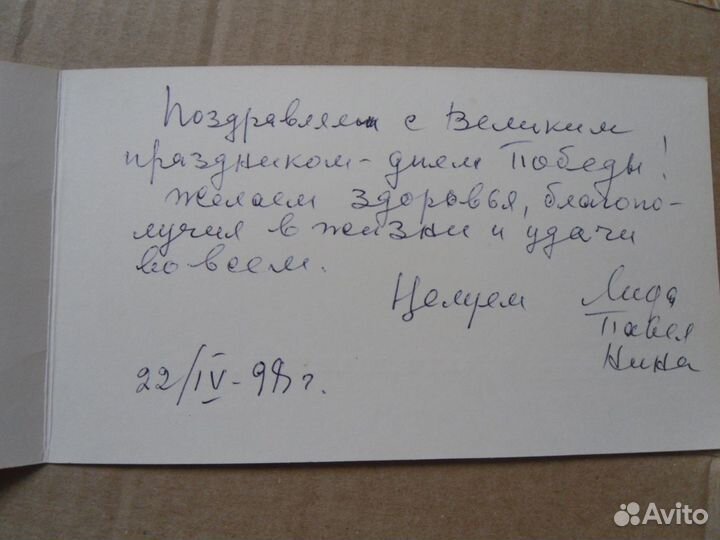 Поздравляем с Великим
праздником - днем Победы!
Желаем здоровья, благопо-
лучия в жизни и удачи
во всем.
Целуем Лида
Павел
Нина
22/IV-98 г.
Avito